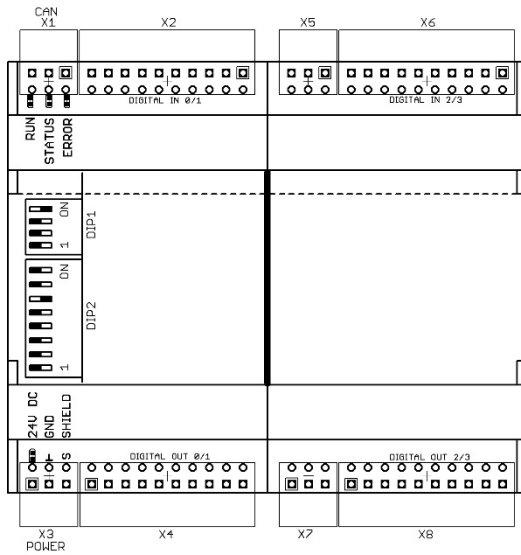 CAN
X1 X2 X5 X6
DIGITAL IN 0/1 DIGITAL IN 2/3
RUN
STATUS
ERROR
ON
DIP1
1
ON
DIP2
1
24V DC
GND
SHIELD
S
DIGITAL OUT 0/1 DIGITAL OUT 2/3
X3 X4 X7 X8
POWER